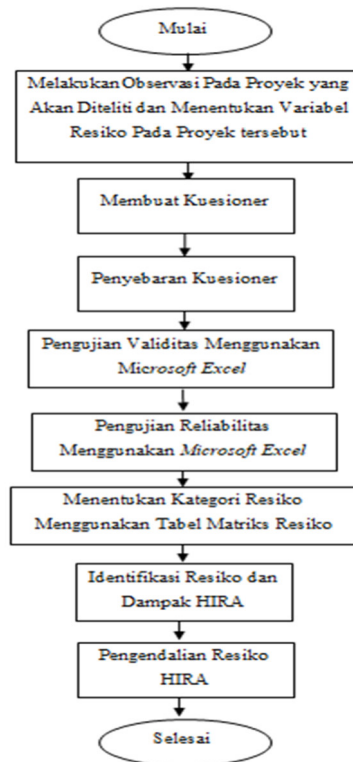 Mulai
Melakukan Observasi Pada Proyek yang
Akan Diteliti dan Menentukan Variabel
Resiko Pada Proyek tersebut
Membuat Kuesioner
Penyebaran Kuesioner
Pengujian Validitas Menggunakan
Microsoft Excel
Pengujian Reliabilitas
Menggunakan Microsoft Excel
Menentukan Kategori Resiko
Menggunakan Tabel Matriks Resiko
Identifikasi Resiko dan
Dampak HIRA
Pengendalian Resiko
HIRA
Selesai